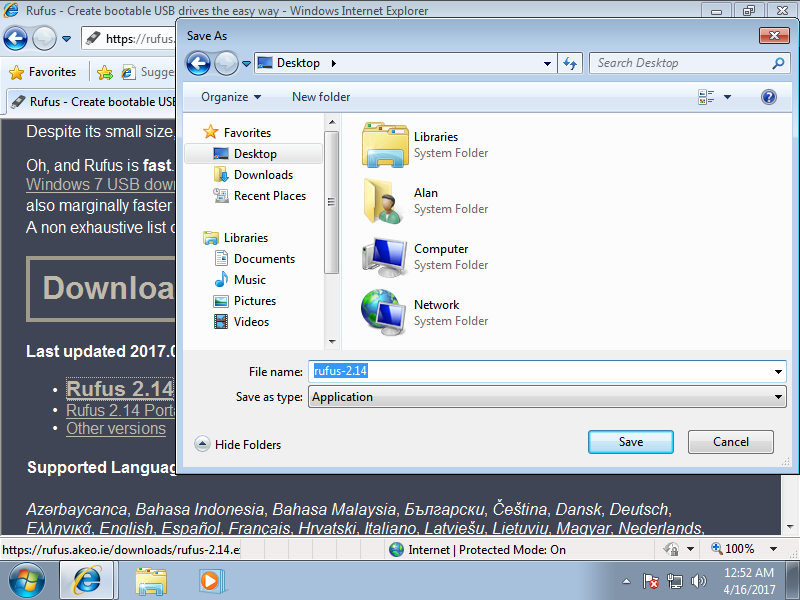 Rufus - Create bootable USB drives the easy way - Windows Internet Explorer
https://rufus.
Favorites
Sugge
Rufus - Create bootable USB
Despite its small size,
Oh, and Rufus is fast.
Windows 7 USB down
also marginally faster
A non exhaustive list o
Downloa
Last updated 2017.0
• Rufus 2.14
• Rufus 2.14 Porta
• Other versions
Supported Languag
Azərbaycanca, Bahasa Indonesia, Bahasa Malaysia, Български, Čeština, Dansk, Deutsch,
Ελληνικά, English, Español, Français, Hrvatski, Italiano, Latviešu, Lietuvių, Magyar, Nederlands,
Save As
Desktop
Search Desktop
Organize
New folder
Favorites
Desktop
Downloads
Recent Places
Libraries
Documents
Music
Pictures
Videos
Libraries
System Folder
Alan
System Folder
Computer
System Folder
Network
System Folder
File name: rufus-2.14
Save as type: Application
Hide Folders
Save
Cancel
https://rufus.akeo.ie/downloads/rufus-2.14.e
Internet | Protected Mode: On
100%
12:52 AM
4/16/2017